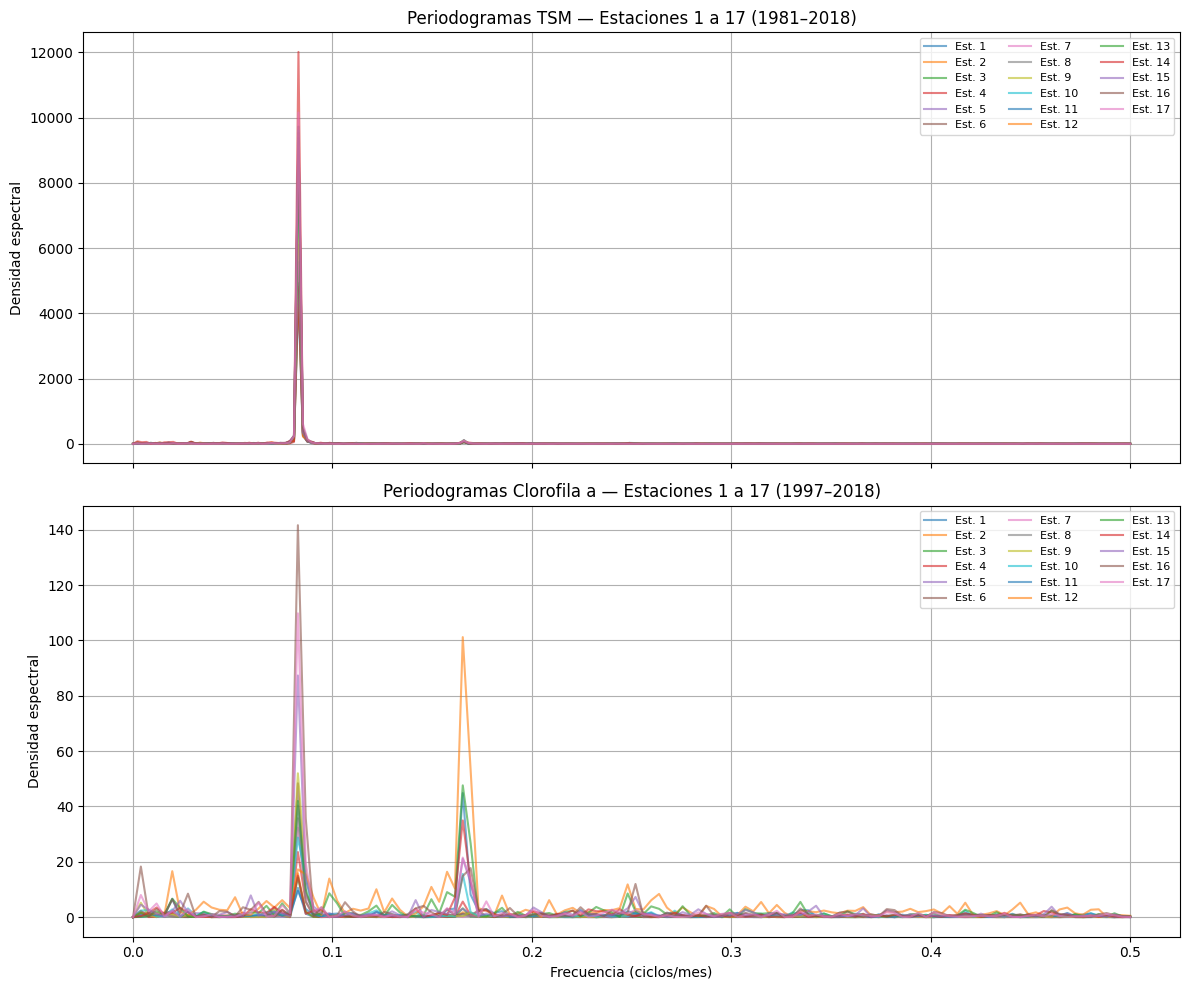 Periodogramas TSM — Estaciones 1 a 17 (1981–2018)
Densidad espectral
12000
10000
8000
6000
4000
2000
0
Est. 1
Est. 2
Est. 3
Est. 4
Est. 5
Est. 6
Est. 7
Est. 8
Est. 9
Est. 10
Est. 11
Est. 12
Est. 13
Est. 14
Est. 15
Est. 16
Est. 17
Periodogramas Clorofila a — Estaciones 1 a 17 (1997–2018)
Densidad espectral
140
120
100
80
60
40
20
0
Est. 1
Est. 2
Est. 3
Est. 4
Est. 5
Est. 6
Est. 7
Est. 8
Est. 9
Est. 10
Est. 11
Est. 12
Est. 13
Est. 14
Est. 15
Est. 16
Est. 17
0.0
0.1
0.2
0.3
0.4
0.5
Frecuencia (ciclos/mes)